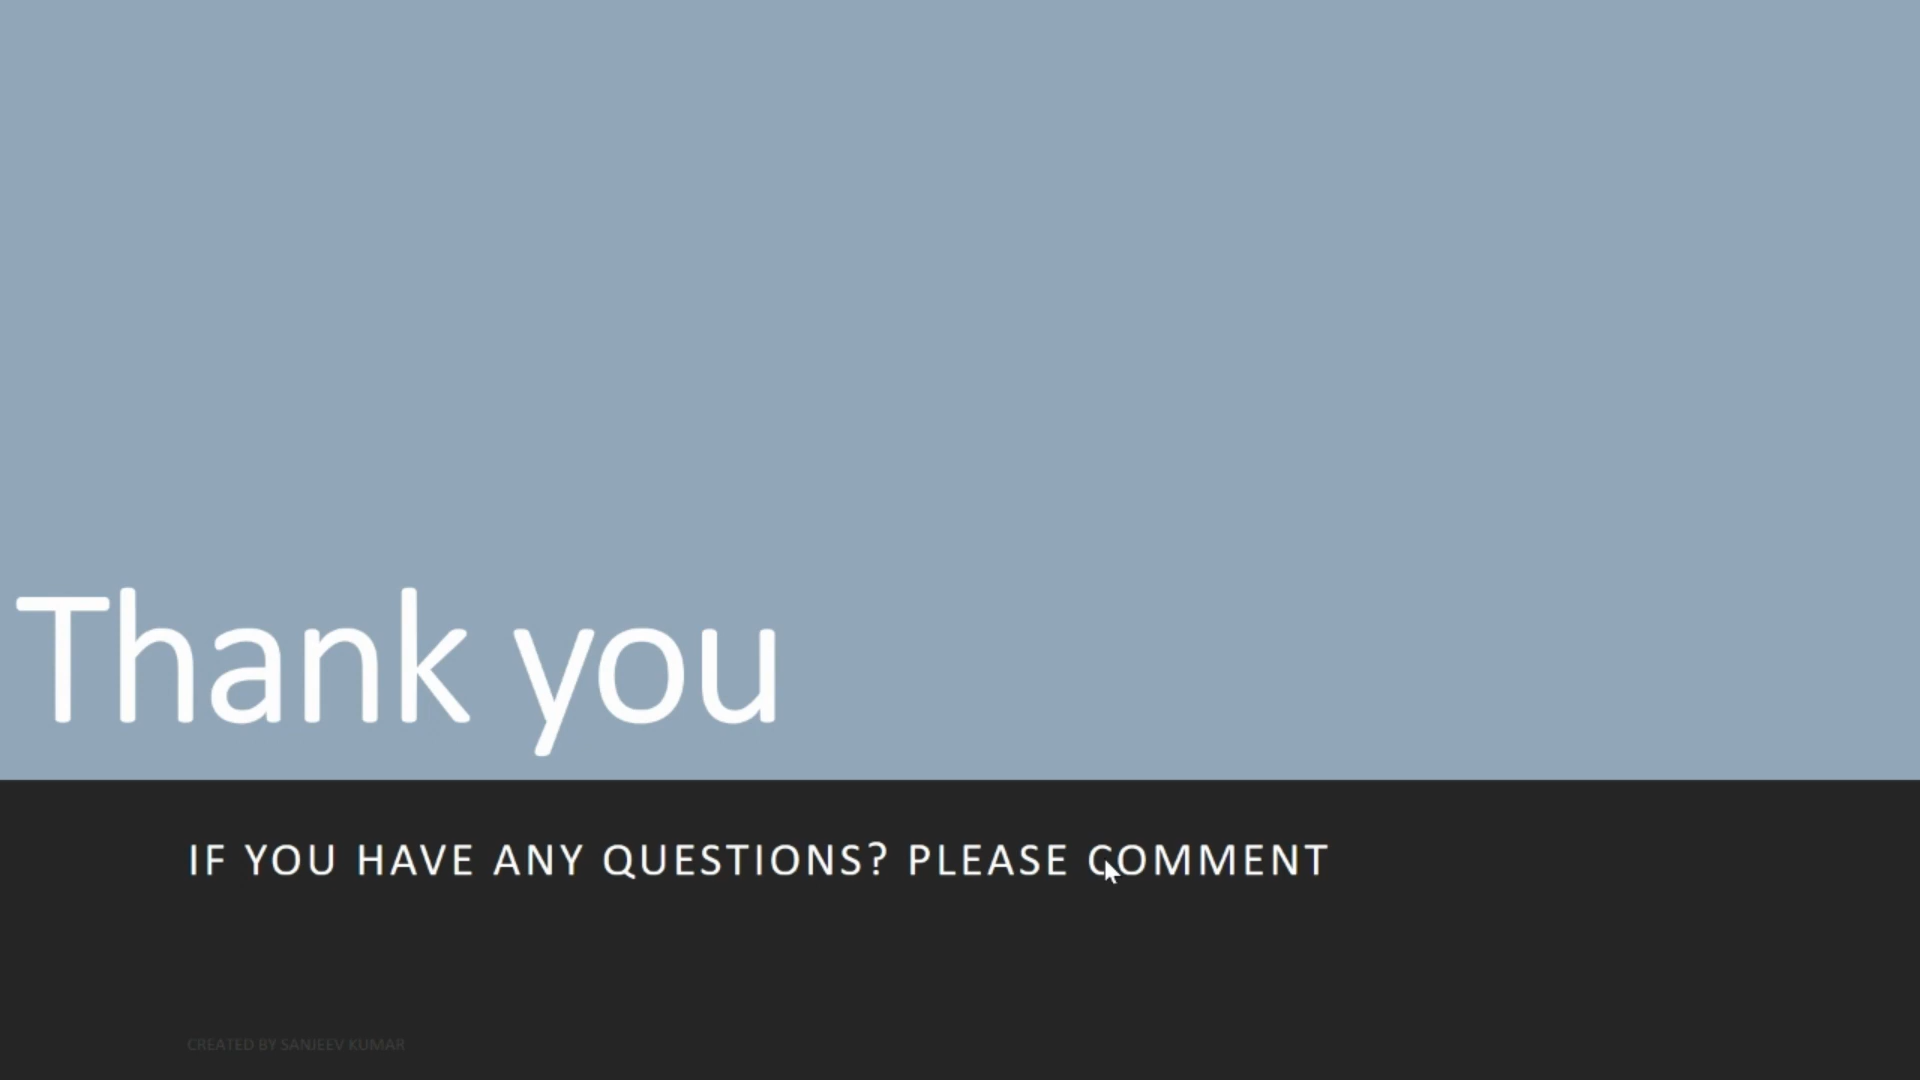 Thank you
IF YOU HAVE ANY QUESTIONS? PLEASE COMMENT
CREATED BY SANJEEV KUMAR